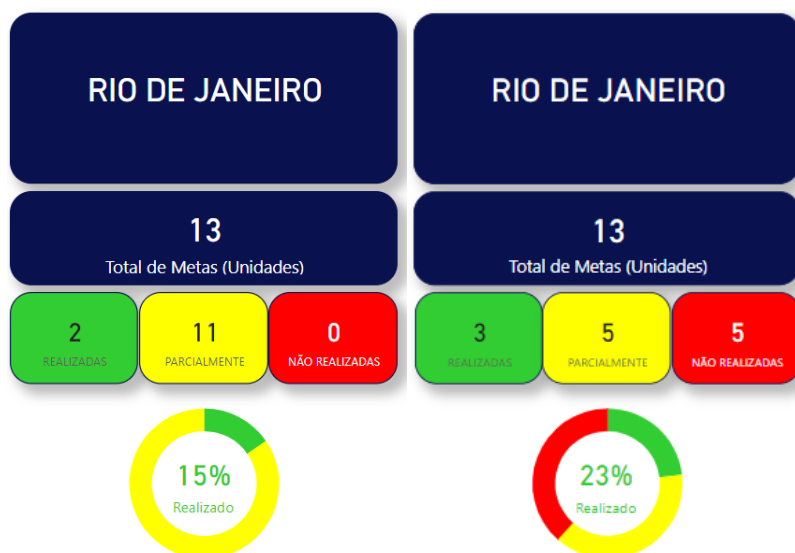 RIO DE JANEIRO
13
Total de Metas (Unidades)
2
REALIZADAS
11
PARCIALMENTE
0
NÃO REALIZADAS
15%
Realizado
RIO DE JANEIRO
13
Total de Metas (Unidades)
3
REALIZADAS
5
PARCIALMENTE
5
NÃO REALIZADAS
23%
Realizado